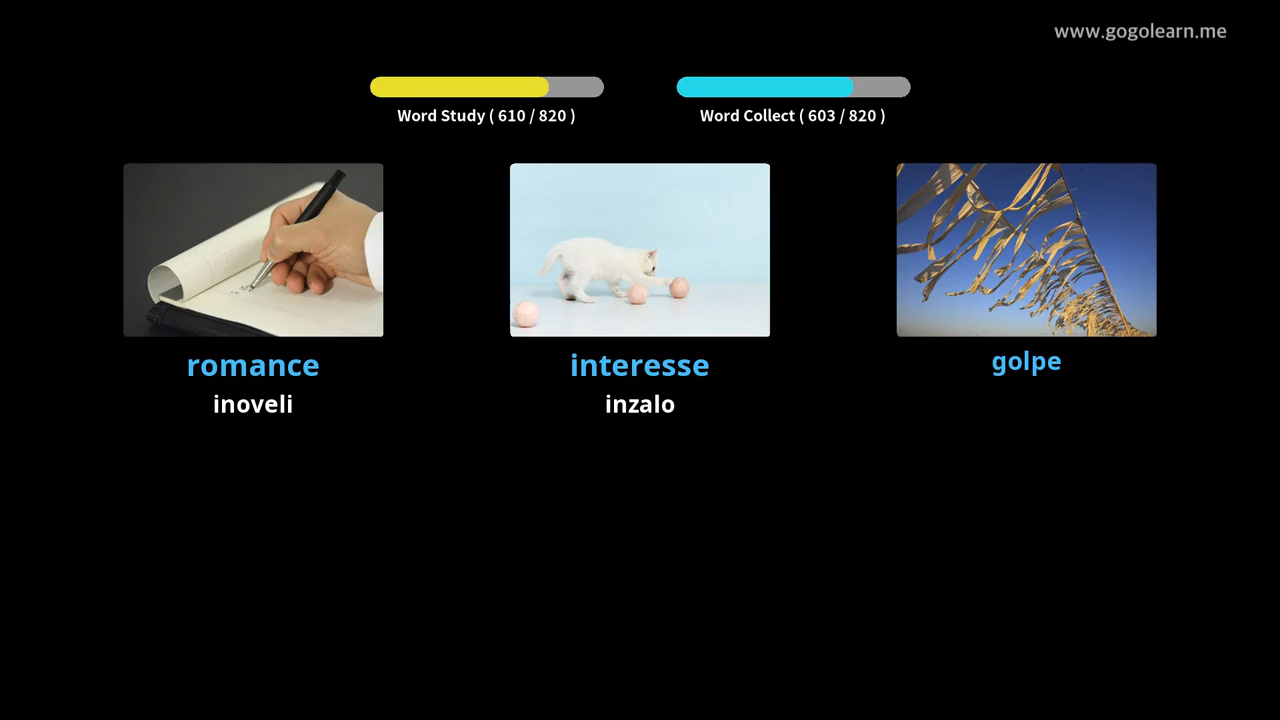 www.gogolearn.me
Word Study ( 610 / 820 )
Word Collect ( 603 / 820 )
romance
inoveli
interesse
inzalo
golpe